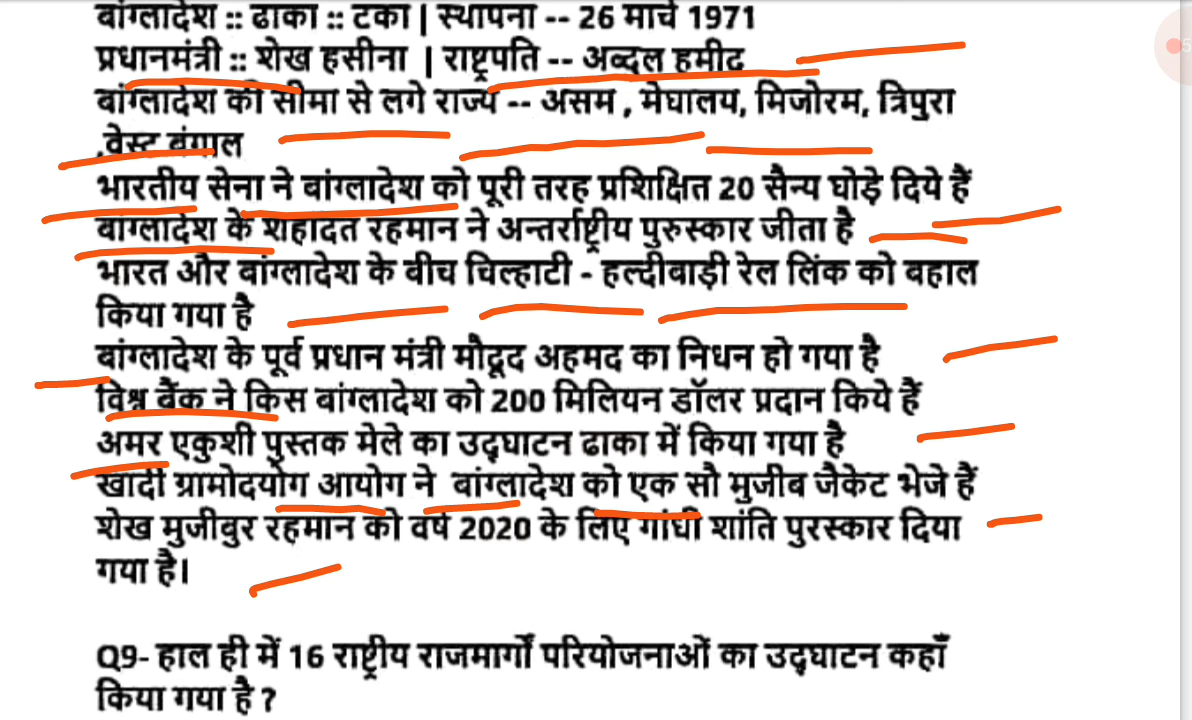 बांग्लादेश :: ढाका :: टका | स्थापना -- 26 मार्च 1971
प्रधानमंत्री :: शेख हसीना | राष्ट्रपति -- अब्दुल हमीद
बांग्लादेश की सीमा से लगे राज्य -- असम , मेघालय, मिजोरम, त्रिपुरा
,वेस्ट बंगाल
भारतीय सेना ने बांग्लादेश को पूरी तरह प्रशिक्षित 20 सैन्य घोड़े दिये हैं
बांग्लादेश के शहादत रहमान ने अन्तर्राष्ट्रीय पुरुस्कार जीता है
भारत और बांग्लादेश के बीच चिल्हाटी - हल्दीबाड़ी रेल लिंक को बहाल
किया गया है
बांग्लादेश के पूर्व प्रधान मंत्री मौदूद अहमद का निधन हो गया है
विश्व बैंक ने किस बांग्लादेश को 200 मिलियन डॉलर प्रदान किये हैं
अमर एकुशी पुस्तक मेले का उद्घाटन ढाका में किया गया है
खादी ग्रामोदयोग आयोग ने बांग्लादेश को एक सौ मुजीब जैकेट भेजे हैं
शेख मुजीबुर रहमान को वर्ष 2020 के लिए गांधी शांति पुरस्कार दिया
गया है।
Q9- हाल ही में 16 राष्ट्रीय राजमार्गों परियोजनाओं का उद्घाटन कहाँ
किया गया है ?